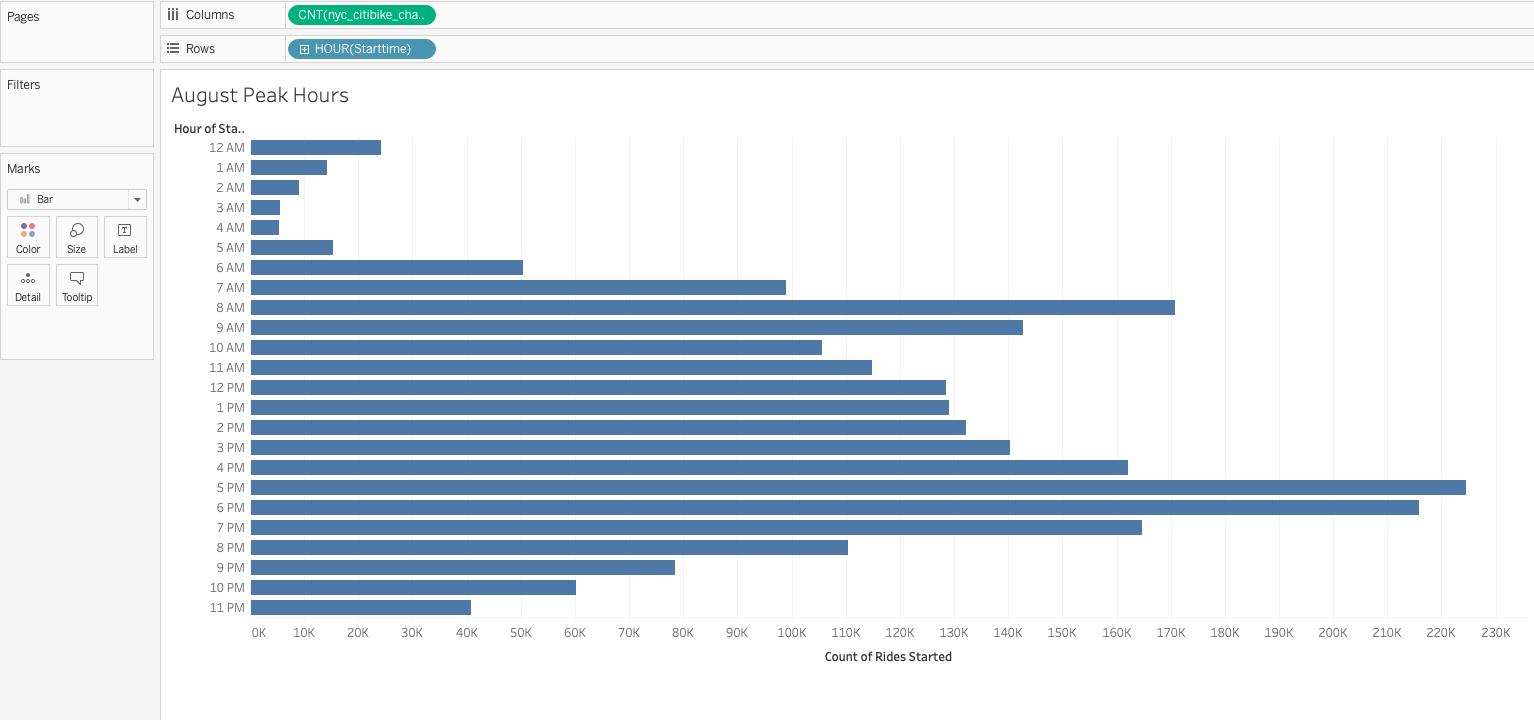 Pages
Columns CNT(nyc_citibike_cha..
Rows HOUR(Starttime)
Filters
Marks
Bar
Color Size Label
Detail Tooltip
August Peak Hours
Hour of Sta..
12 AM
1 AM
2 AM
3 AM
4 AM
5 AM
6 AM
7 AM
8 AM
9 AM
10 AM
11 AM
12 PM
1 PM
2 PM
3 PM
4 PM
5 PM
6 PM
7 PM
8 PM
9 PM
10 PM
11 PM
0K 10K 20K 30K 40K 50K 60K 70K 80K 90K 100K 110K 120K 130K 140K 150K 160K 170K 180K 190K 200K 210K 220K 230K
Count of Rides Started